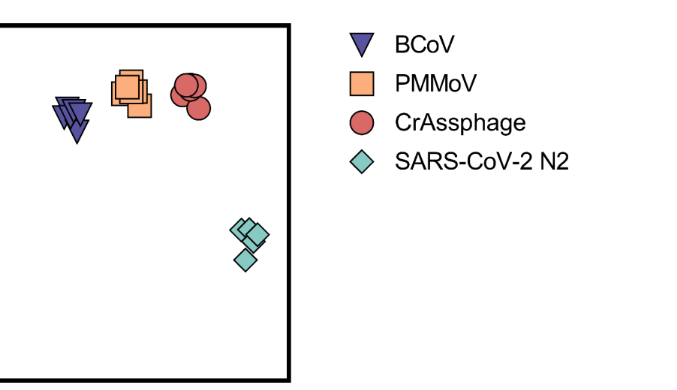 BCoV
PMMoV
CrAssphage
SARS-CoV-2 N2